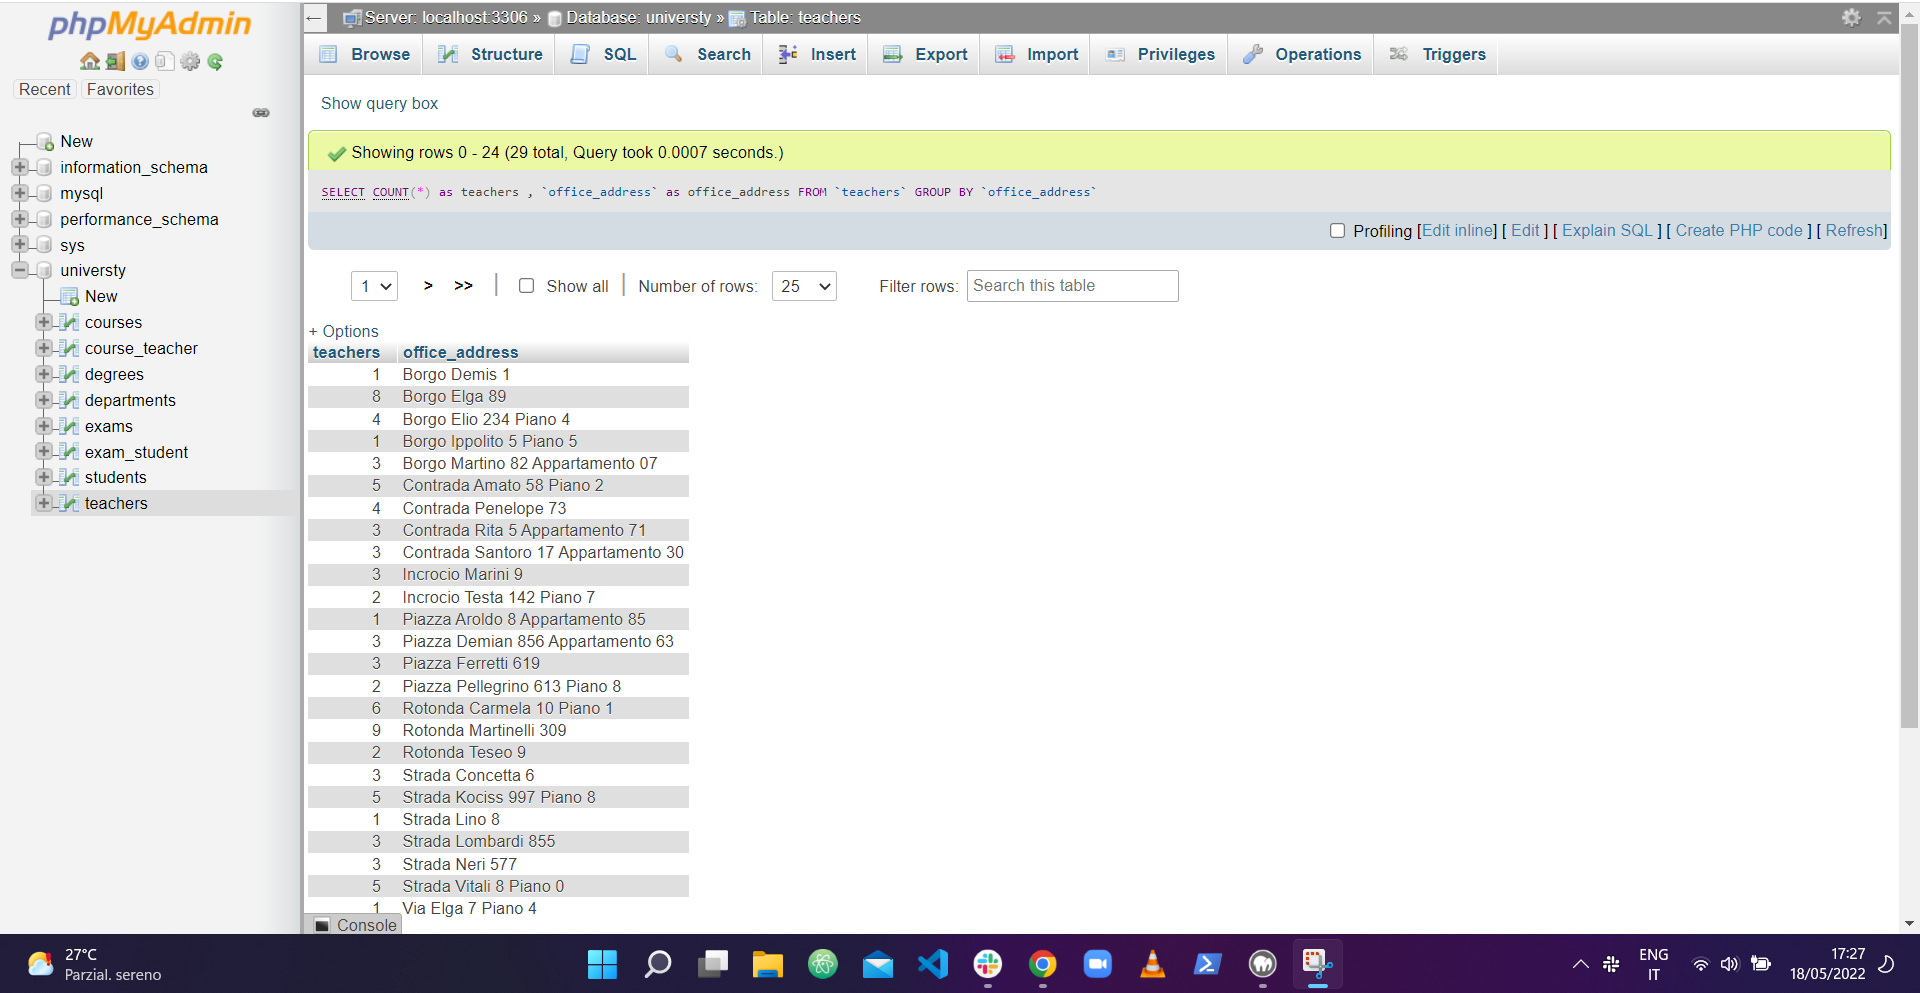 phpMyAdmin
Recent Favorites
New
information_schema
mysql
performance_schema
sys
universty
New
courses
course_teacher
degrees
departments
exams
exam_student
students
teachers
← Server: localhost:3306 » Database: universty » Table: teachers
Browse Structure SQL Search Insert Export Import Privileges Operations Triggers
Show query box
Showing rows 0 - 24 (29 total, Query took 0.0007 seconds.)
SELECT COUNT(*) as teachers , `office_address` as office_address FROM `teachers` GROUP BY `office_address`
Profiling [Edit inline] [ Edit ] [ Explain SQL ] [ Create PHP code ] [ Refresh]
1 > >> | Show all | Number of rows: 25 Filter rows: Search this table
+ Options
teachers office_address
1 Borgo Demis 1
8 Borgo Elga 89
4 Borgo Elio 234 Piano 4
1 Borgo Ippolito 5 Piano 5
3 Borgo Martino 82 Appartamento 07
5 Contrada Amato 58 Piano 2
4 Contrada Penelope 73
3 Contrada Rita 5 Appartamento 71
3 Contrada Santoro 17 Appartamento 30
3 Incrocio Marini 9
2 Incrocio Testa 142 Piano 7
1 Piazza Aroldo 8 Appartamento 85
3 Piazza Demian 856 Appartamento 63
3 Piazza Ferretti 619
2 Piazza Pellegrino 613 Piano 8
6 Rotonda Carmela 10 Piano 1
9 Rotonda Martinelli 309
2 Rotonda Teseo 9
3 Strada Concetta 6
5 Strada Kociss 997 Piano 8
1 Strada Lino 8
3 Strada Lombardi 855
3 Strada Neri 577
5 Strada Vitali 8 Piano 0
1 Via Elga 7 Piano 4
Console
27°C
Parzial. sereno
ENG
IT
17:27
18/05/2022